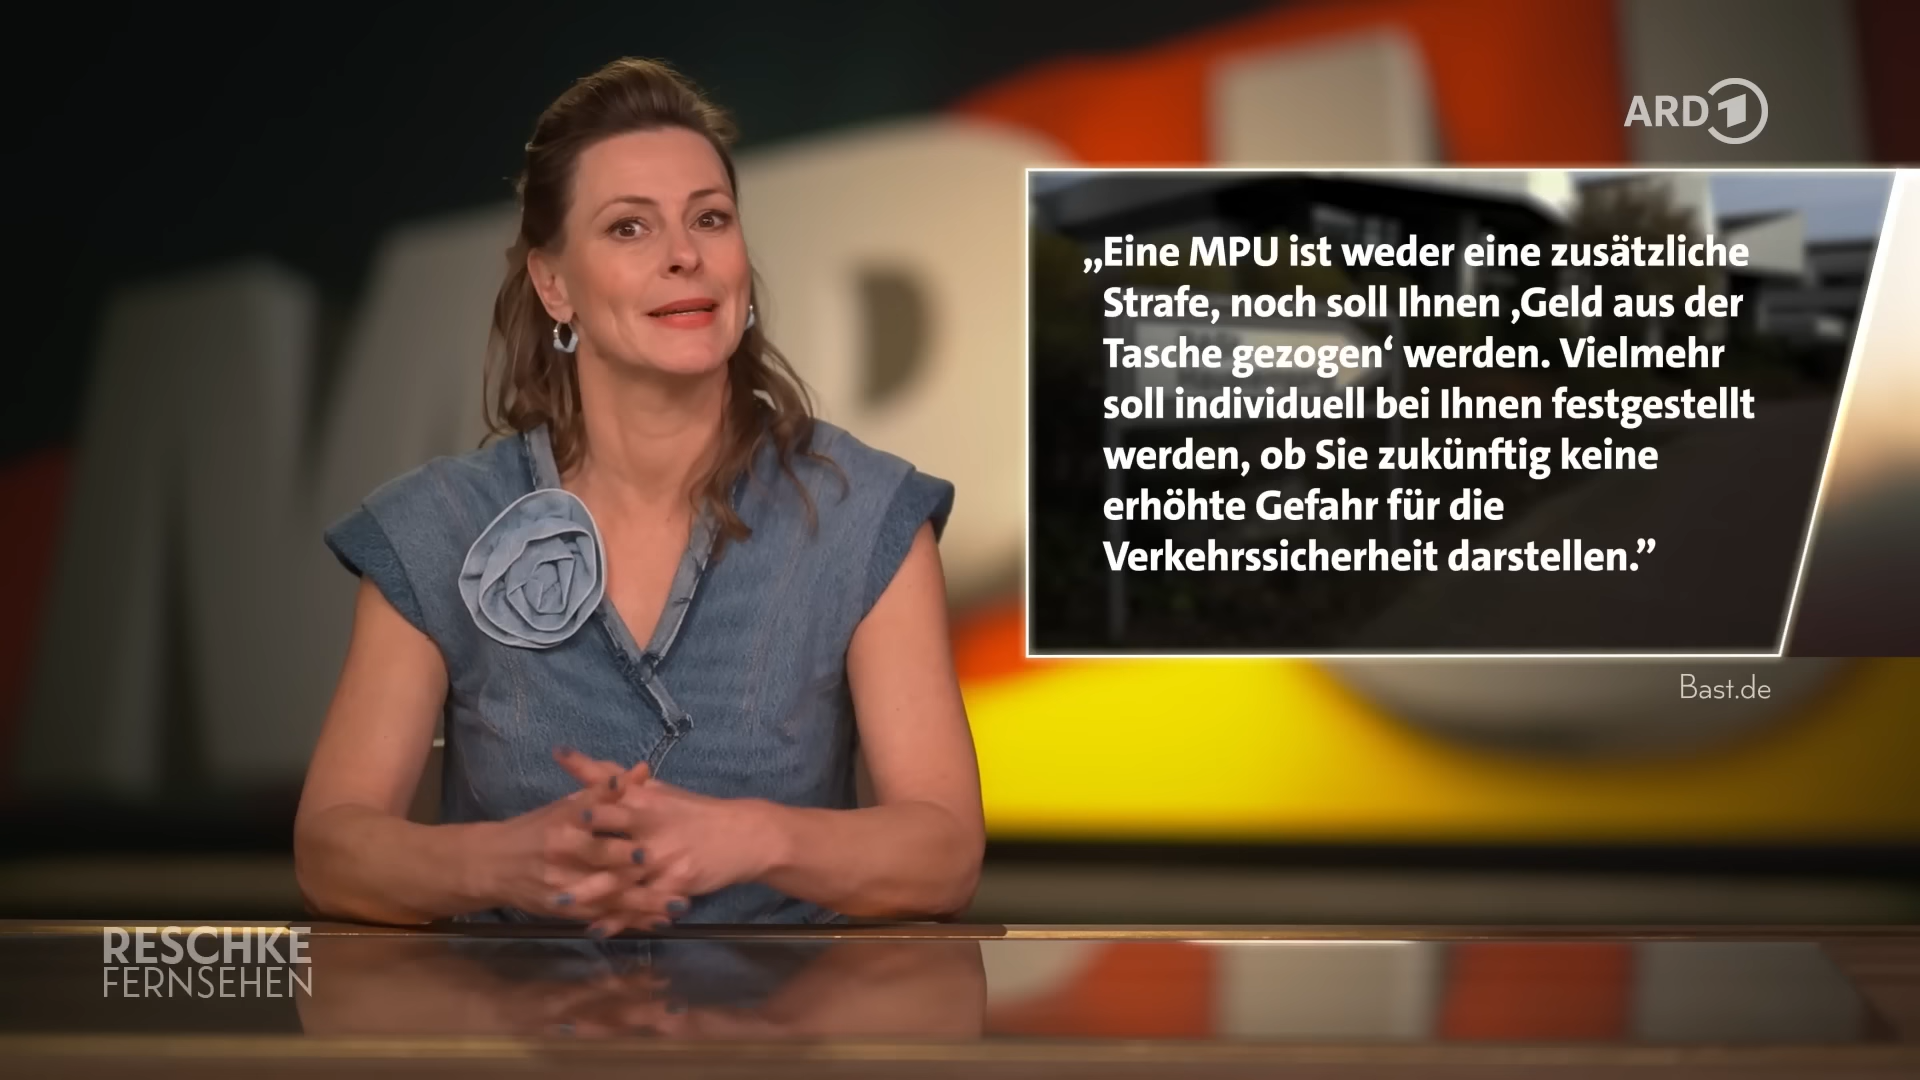 ARD 1
„Eine MPU ist weder eine zusätzliche
Strafe, noch soll Ihnen ‚Geld aus der
Tasche gezogen‘ werden. Vielmehr
soll individuell bei Ihnen festgestellt
werden, ob Sie zukünftig keine
erhöhte Gefahr für die
Verkehrssicherheit darstellen.”
Bast.de
RESCHKE
FERNSEHEN
MPU